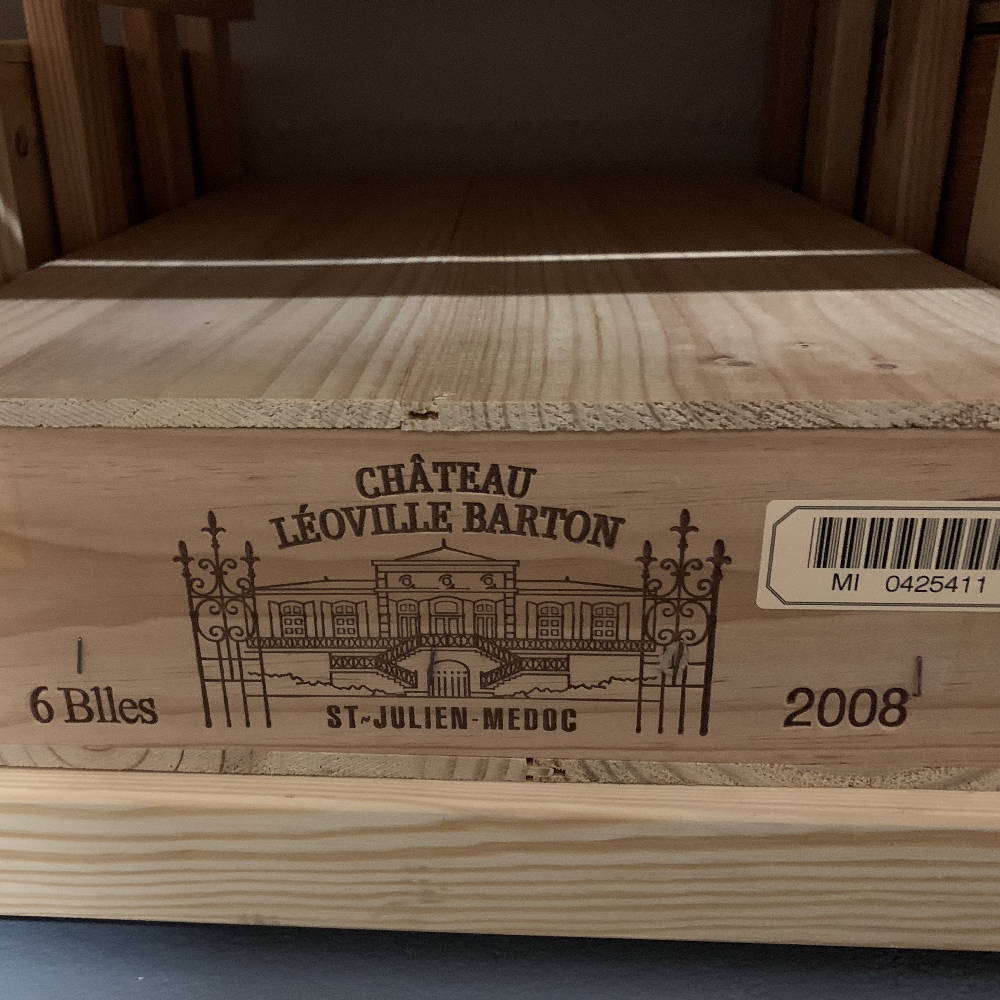 CHÂTEAU
LÉOVILLE BARTON
MI 0425411
6 Blles
ST~JULIEN-MEDOC
2008